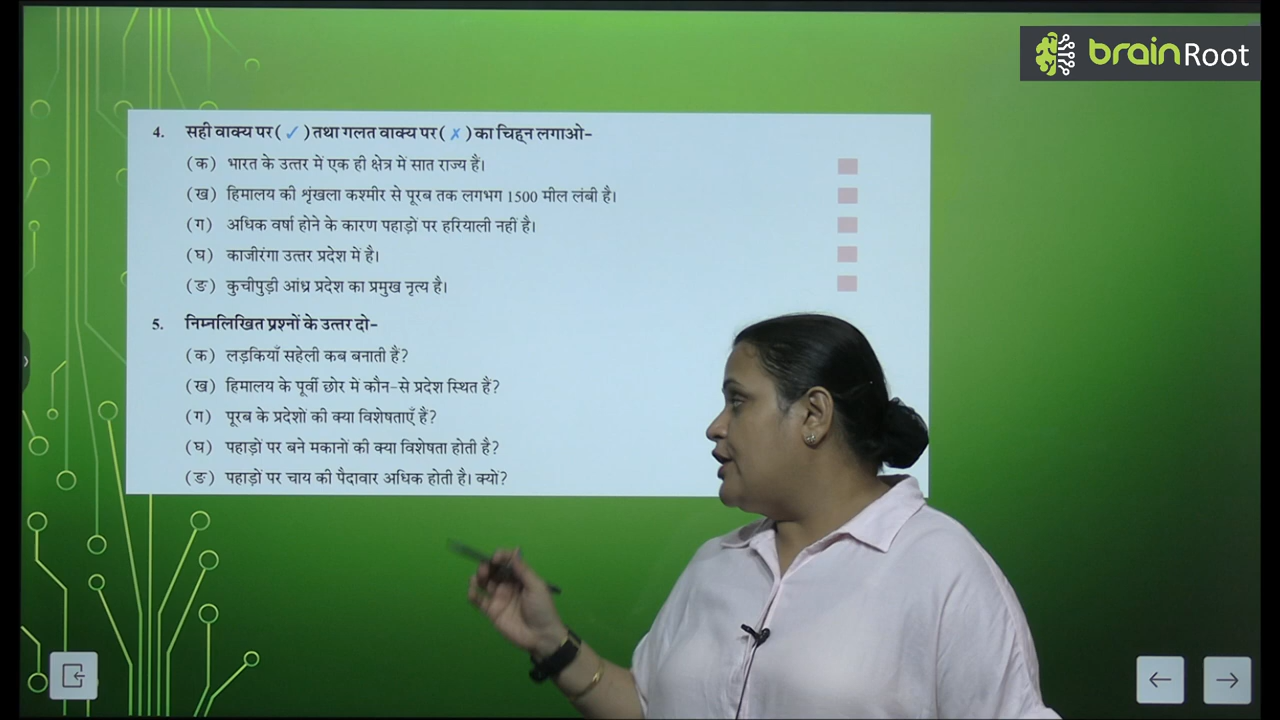 brainRoot
4. सही वाक्य पर ( ✓ ) तथा गलत वाक्य पर ( ✗ ) का चिह्न लगाओ-
(क) भारत के उत्तर में एक ही क्षेत्र में सात राज्य हैं।
(ख) हिमालय की शृंखला कश्मीर से पूरब तक लगभग 1500 मील लंबी है।
(ग) अधिक वर्षा होने के कारण पहाड़ों पर हरियाली नहीं है।
(घ) काजीरंगा उत्तर प्रदेश में है।
(ङ) कुचीपुड़ी आंध्र प्रदेश का प्रमुख नृत्य है।
5. निम्नलिखित प्रश्नों के उत्तर दो-
(क) लड़कियाँ सहेली कब बनाती हैं?
(ख) हिमालय के पूर्वी छोर में कौन-से प्रदेश स्थित हैं?
(ग) पूरब के प्रदेशों की क्या विशेषताएँ हैं?
(घ) पहाड़ों पर बने मकानों की क्या विशेषता होती है?
(ङ) पहाड़ों पर चाय की पैदावार अधिक होती है। क्यों?